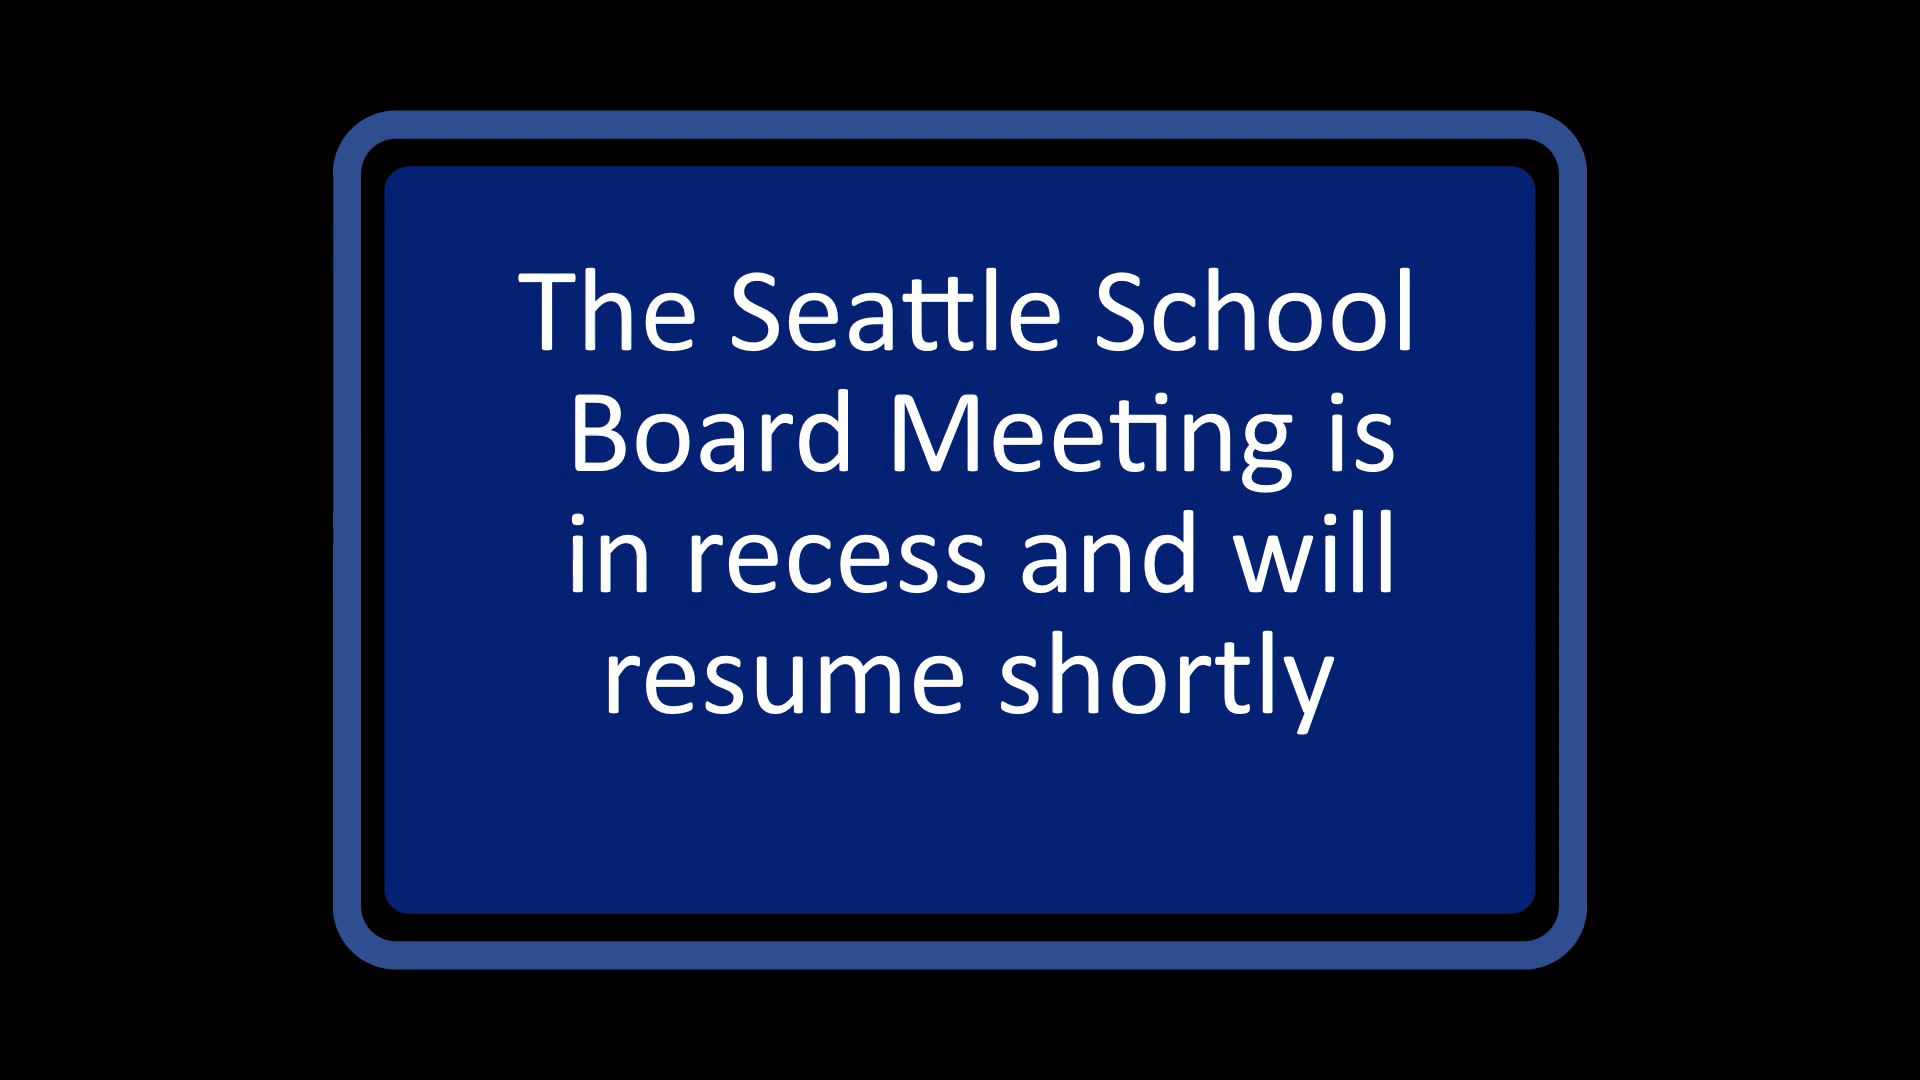 The Seattle School
Board Meeting is
in recess and will
resume shortly